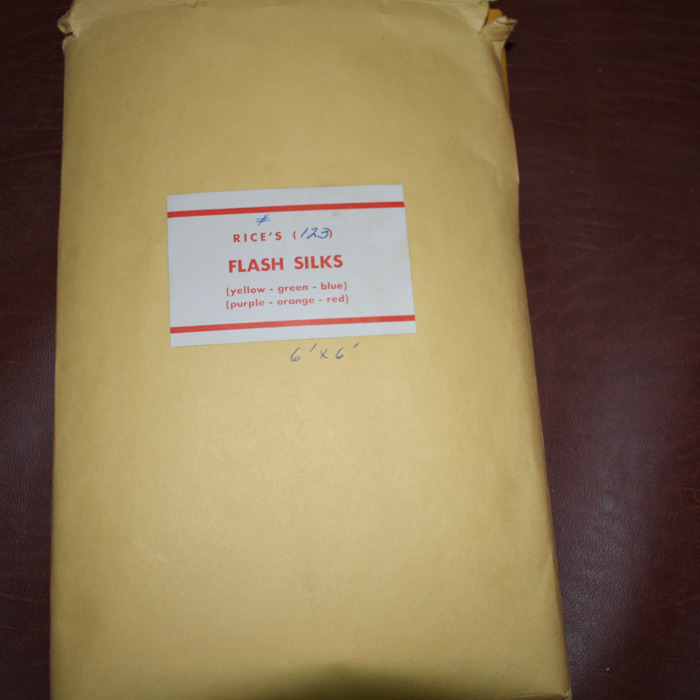 #
RICE'S (123)
FLASH SILKS
(yellow - green - blue)
(purple - orange - red)
6' x 6'